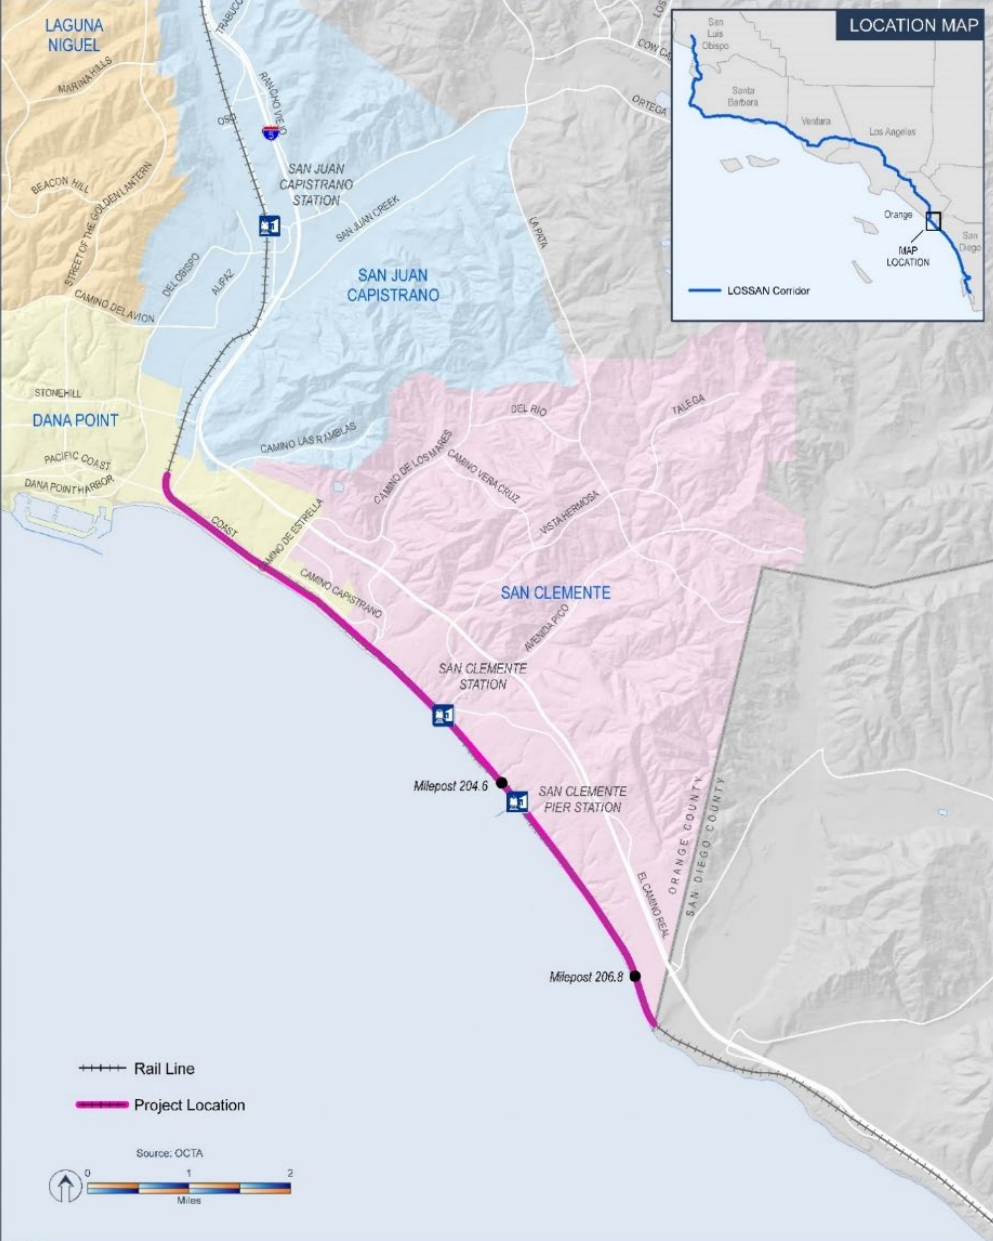 LAGUNA
NIGUEL
TRABUCO
LOS
COW CA
LOCATION MAP
San
Luis
Obispo
Santa
Barbara
Ventura
Los Angeles
Orange
MAP
LOCATION
San
Diego
LOSSAN Corridor
MARINA HILLS
RANCHO VIEJO
OSO
5
ORTEGA
SAN JUAN
CAPISTRANO
STATION
BEACON HILL
STREET OF THE GOLDEN LANTERN
SAN JUAN CREEK
LA PATA
DEL OBISPO
ALIPAZ
SAN JUAN
CAPISTRANO
CAMINO DEL AVION
STONEHILL
DANA POINT
DEL RIO
TALEGA
CAMINO LAS RAMBLAS
CAMINO DE LOS MARES
CAMINO VERA CRUZ
PACIFIC COAST
DANA POINT HARBOR
VISTA HERMOSA
COAST
CAMINO DE ESTRELLA
CAMINO CAPISTRANO
SAN CLEMENTE
AVENIDA PICO
SAN CLEMENTE
STATION
Milepost 204.6
SAN CLEMENTE
PIER STATION
ORANGE COUNTY
SAN DIEGO COUNTY
EL CAMINO REAL
Milepost 206.8
Rail Line
Project Location
Source: OCTA
0 1 2
Miles